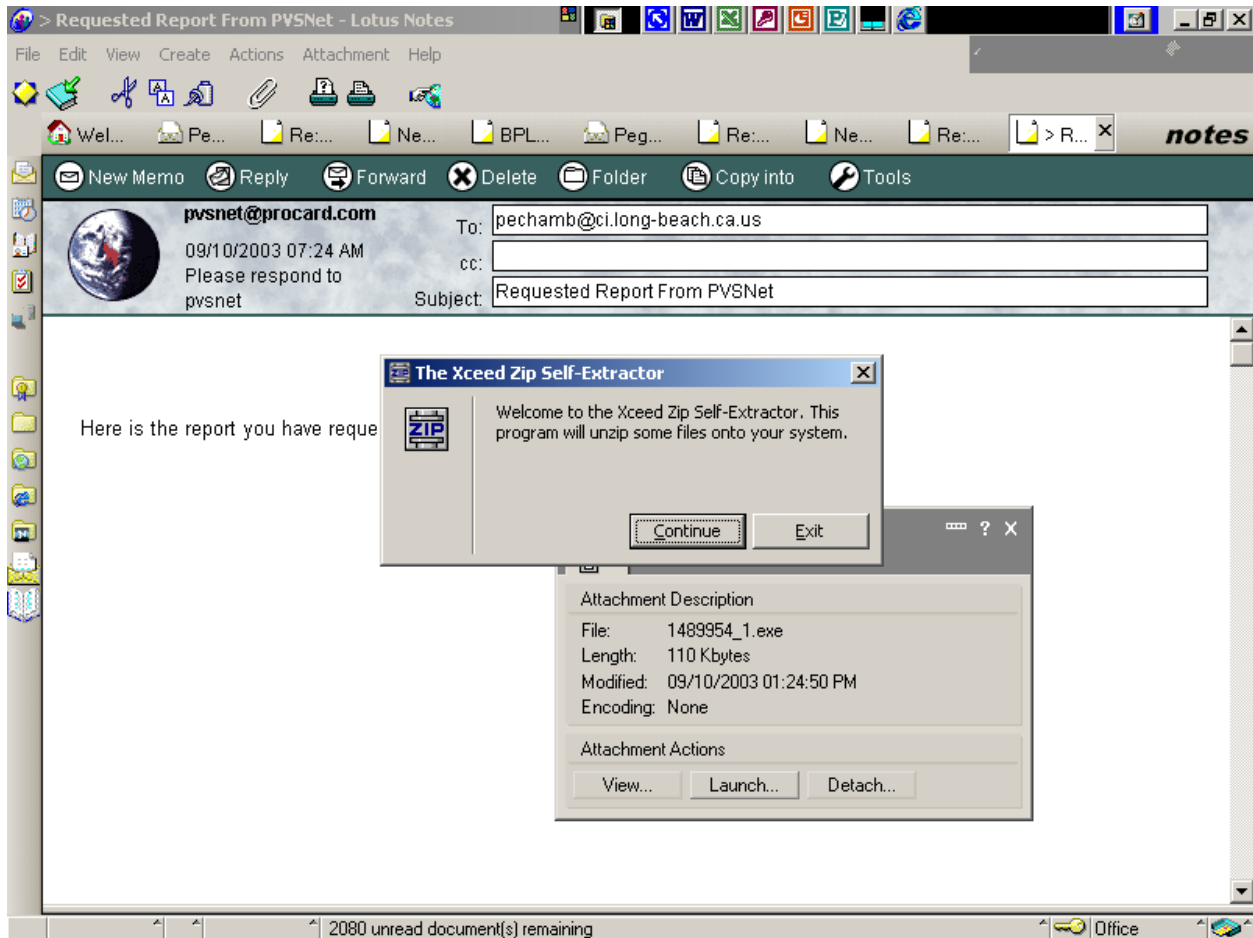 > Requested Report From PVSNet - Lotus Notes
File Edit View Create Actions Attachment Help
Wel... Pe... Re:... Ne... BPL... Peg... Re:... Ne... Re:... > R... notes
New Memo Reply Forward Delete Folder Copy into Tools
pvsnet@procard.com
09/10/2003 07:24 AM
Please respond to
pvsnet
To: pechamb@ci.long-beach.ca.us
cc:
Subject: Requested Report From PVSNet
Here is the report you have reque
The Xceed Zip Self-Extractor
ZIP
Welcome to the Xceed Zip Self-Extractor. This
program will unzip some files onto your system.
Continue Exit
Attachment Description
File: 1489954_1.exe
Length: 110 Kbytes
Modified: 09/10/2003 01:24:50 PM
Encoding: None
Attachment Actions
View... Launch... Detach...
2080 unread document(s) remaining
Office